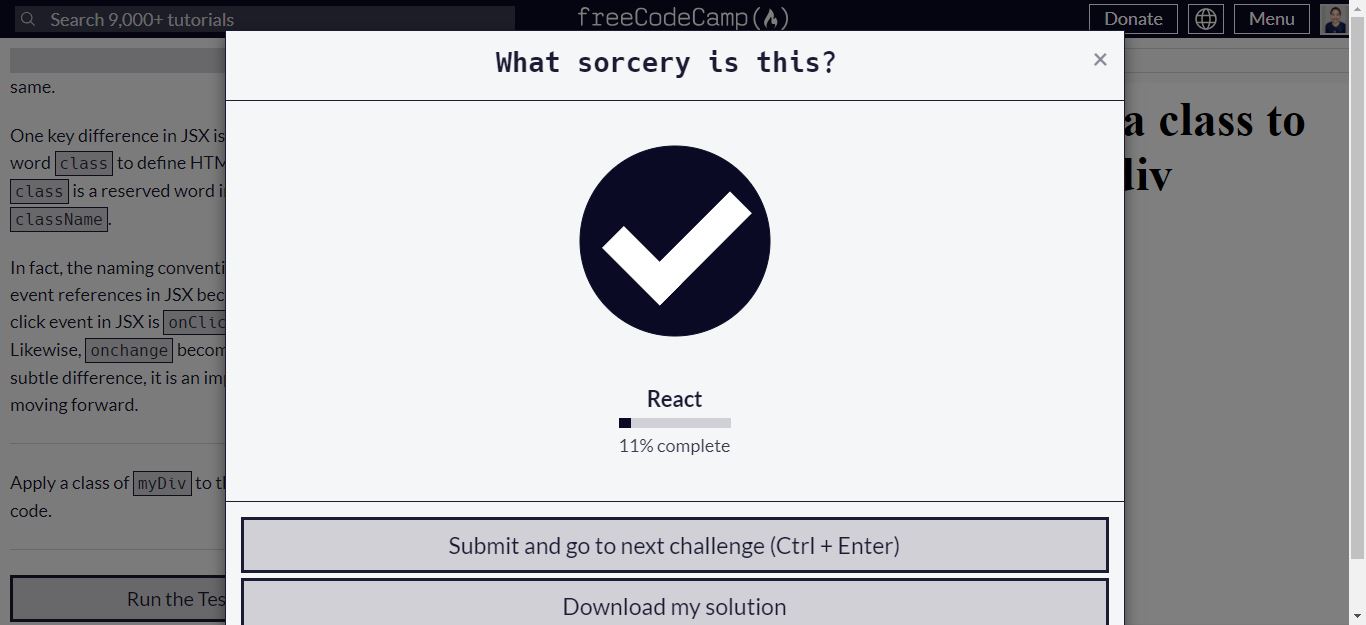 Search 9,000+ tutorials
freeCodeCamp
Donate
Menu
What sorcery is this?
×
same.
One key difference in JSX is
word class to define HTM
class is a reserved word i
className.
In fact, the naming conventi
event references in JSX bec
click event in JSX is onClic
Likewise, onchange becom
subtle difference, it is an im
moving forward.
Apply a class of myDiv to t
code.
Run the Tes
a class to
div
React
11% complete
Submit and go to next challenge (Ctrl + Enter)
Download my solution